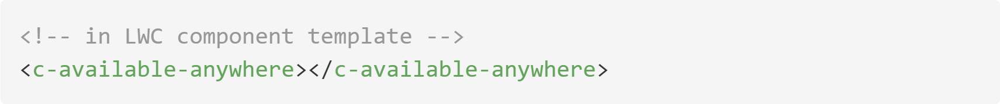 <!-- in LWC component template -->
<c-available-anywhere></c-available-anywhere>